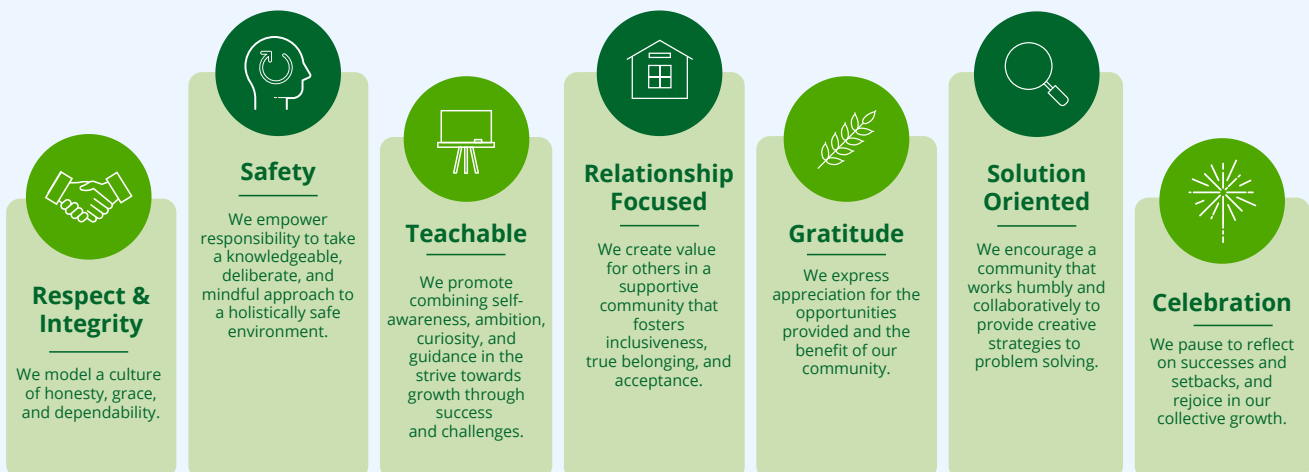 Respect &
Integrity
We model a culture
of honesty, grace,
and dependability.
Safety
We empower
responsibility to take
a knowledgeable,
deliberate, and
mindful approach to
a holistically safe
environment.
Teachable
We promote
combining self-
awareness, ambition,
curiosity, and
guidance in the
strive towards
growth through
success
and challenges.
Relationship
Focused
We create value
for others in a
supportive
community that
fosters
inclusiveness,
true belonging, and
acceptance.
Gratitude
We express
appreciation for the
opportunities
provided and the
benefit of our
community.
Solution
Oriented
We encourage a
community that
works humbly and
collaboratively to
provide creative
strategies to
problem solving.
Celebration
We pause to reflect
on successes and
setbacks, and
rejoice in our
collective growth.